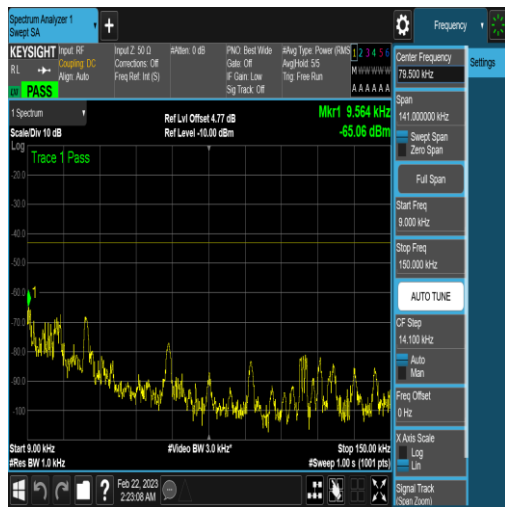 Spectrum Analyzer 1
Swept SA
+
Frequency
KEYSIGHT
Input: RF
Input Z: 50 Ω
#Atten: 0 dB
PNO: Best Wide
#Avg Type: Power (RMS
1 2 3 4 5 6
RL
Coupling: DC
Corrections: Off
Gate: Off
Avg|Hold: 5/5
M W W W W W
Align: Auto
Freq Ref: Int (S)
IF Gain: Low
Trig: Free Run
Sig Track: Off
A A A A A A
PASS
1 Spectrum
Ref Lvl Offset 4.77 dB
Mkr1 9.564 kHz
Scale/Div 10 dB
Ref Level -10.00 dBm
-65.06 dBm
Log
Trace 1 Pass
-20.0
-30.0
-40.0
-50.0
-60.0
1
-70.0
-80.0
-90.0
-100
Start 9.00 kHz
#Video BW 3.0 kHz*
Stop 150.00 kHz
#Res BW 1.0 kHz
#Sweep 1.00 s (1001 pts)
?
Feb 22, 2023
2:23:08 AM
Center Frequency
79.500 kHz
Settings
Span
141.000000 kHz
Swept Span
Zero Span
Full Span
Start Freq
9.000 kHz
Stop Freq
150.000 kHz
AUTO TUNE
CF Step
14.100 kHz
Auto
Man
Freq Offset
0 Hz
X Axis Scale
Log
Lin
Signal Track
(Span Zoom)